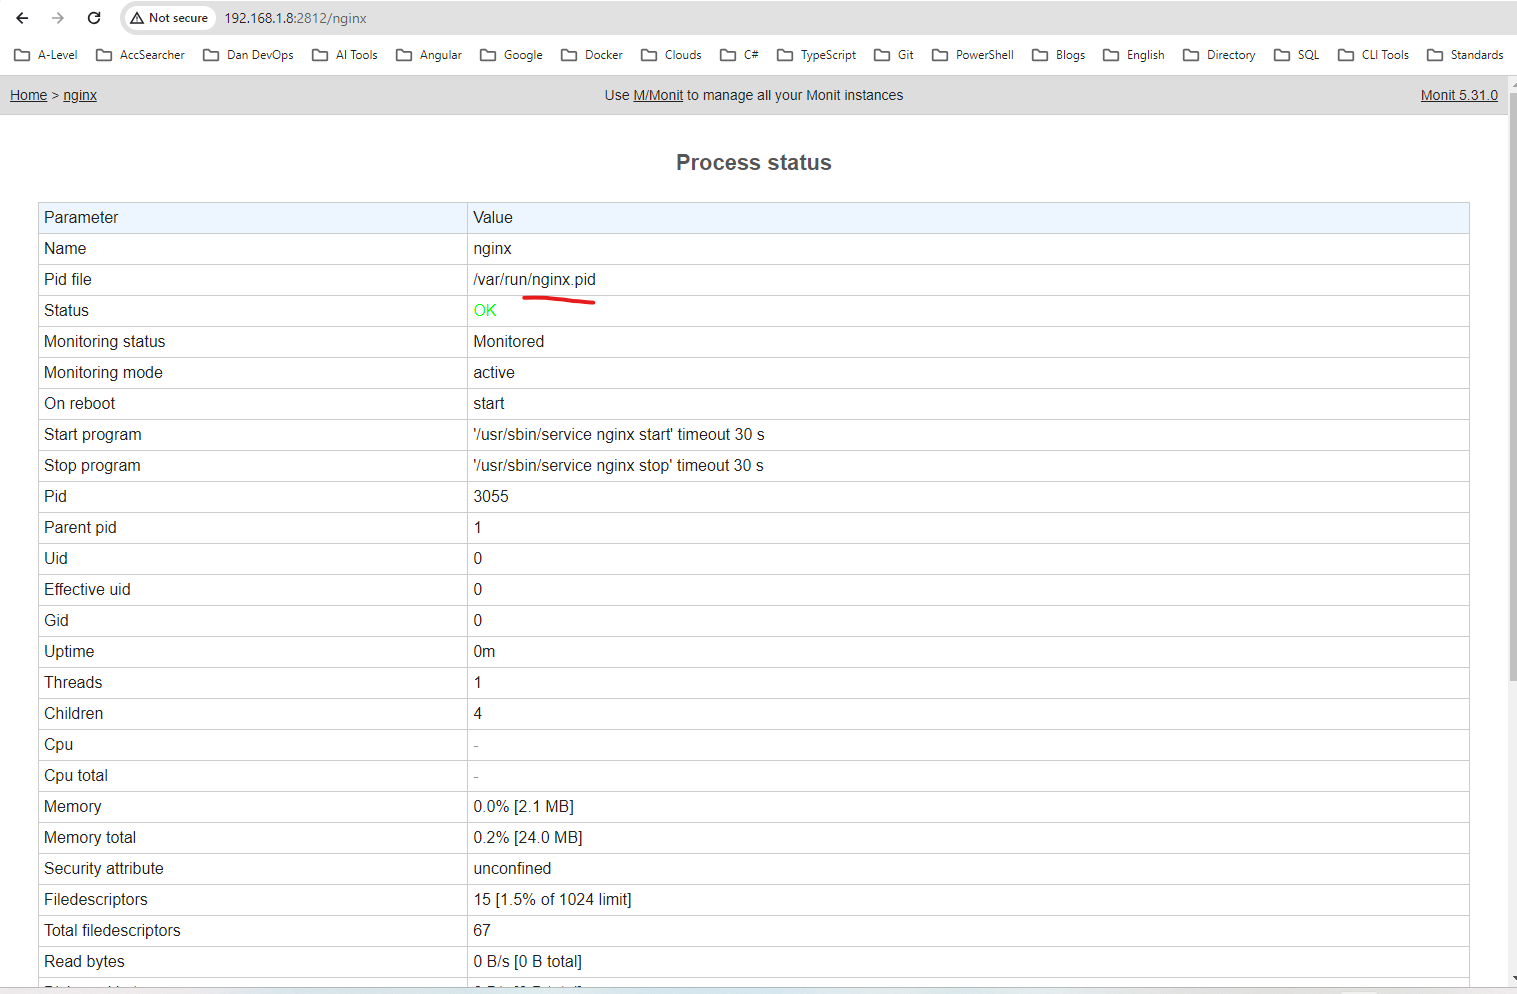 Not secure 192.168.1.8:2812/nginx
A-Level AccSearcher Dan DevOps AI Tools Angular Google Docker Clouds C# TypeScript Git PowerShell Blogs English Directory SQL CLI Tools Standards
Home > nginx Use M/Monit to manage all your Monit instances Monit 5.31.0
Process status
Parameter Value
Name nginx
Pid file /var/run/nginx.pid
Status OK
Monitoring status Monitored
Monitoring mode active
On reboot start
Start program '/usr/sbin/service nginx start' timeout 30 s
Stop program '/usr/sbin/service nginx stop' timeout 30 s
Pid 3055
Parent pid 1
Uid 0
Effective uid 0
Gid 0
Uptime 0m
Threads 1
Children 4
Cpu -
Cpu total -
Memory 0.0% [2.1 MB]
Memory total 0.2% [24.0 MB]
Security attribute unconfined
Filedescriptors 15 [1.5% of 1024 limit]
Total filedescriptors 67
Read bytes 0 B/s [0 B total]